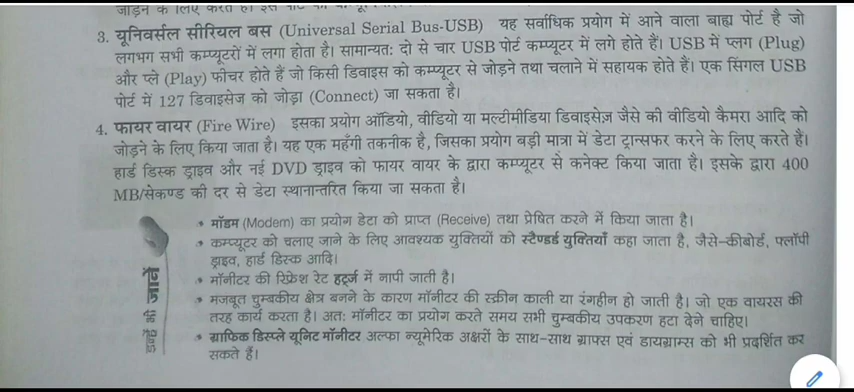 जोड़ने के लिए करते हैं। इस पोर्ट का
3. यूनिवर्सल सीरियल बस (Universal Serial Bus-USB) यह सर्वाधिक प्रयोग में आने वाला बाह्य पोर्ट है जो
लगभग सभी कम्प्यूटरों में लगा होता है। सामान्यतः दो से चार USB पोर्ट कम्प्यूटर में लगे होते हैं। USB में प्लग (Plug)
और प्ले (Play) फीचर होते हैं जो किसी डिवाइस को कम्प्यूटर से जोड़ने तथा चलाने में सहायक होते हैं। एक सिंगल USB
पोर्ट में 127 डिवाइसेज को जोड़ा (Connect) जा सकता है।
4. फायर वायर (Fire Wire) इसका प्रयोग ऑडियो, वीडियो या मल्टीमीडिया डिवाइसेज़ जैसे की वीडियो कैमरा आदि को
जोड़ने के लिए किया जाता है। यह एक महँगी तकनीक है, जिसका प्रयोग बड़ी मात्रा में डेटा ट्रान्सफर करने के लिए करते हैं।
हार्ड डिस्क ड्राइव और नई DVD ड्राइव को फायर वायर के द्वारा कम्प्यूटर से कनेक्ट किया जाता है। इसके द्वारा 400
MB/सेकण्ड की दर से डेटा स्थानान्तरित किया जा सकता है।
इन्हें भी जानें
• मॉडम (Modem) का प्रयोग डेटा को प्राप्त (Receive) तथा प्रेषित करने में किया जाता है।
• कम्प्यूटर को चलाए जाने के लिए आवश्यक युक्तियों को स्टैण्डर्ड युक्तियाँ कहा जाता है, जैसे-कीबोर्ड, फ्लॉपी
ड्राइव, हार्ड डिस्क आदि।
• मॉनीटर की रिफ्रेश रेट हर्ट्ज में नापी जाती है।
• मजबूत चुम्बकीय क्षेत्र बनने के कारण मॉनीटर की स्क्रीन काली या रंगहीन हो जाती है। जो एक वायरस की
तरह कार्य करता है। अतः मॉनीटर का प्रयोग करते समय सभी चुम्बकीय उपकरण हटा देने चाहिए।
• ग्राफिक डिस्प्ले यूनिट मॉनीटर अल्फा न्यूमेरिक अक्षरों के साथ-साथ ग्राफ्स एवं डायग्राम्स को भी प्रदर्शित कर
सकते हैं।